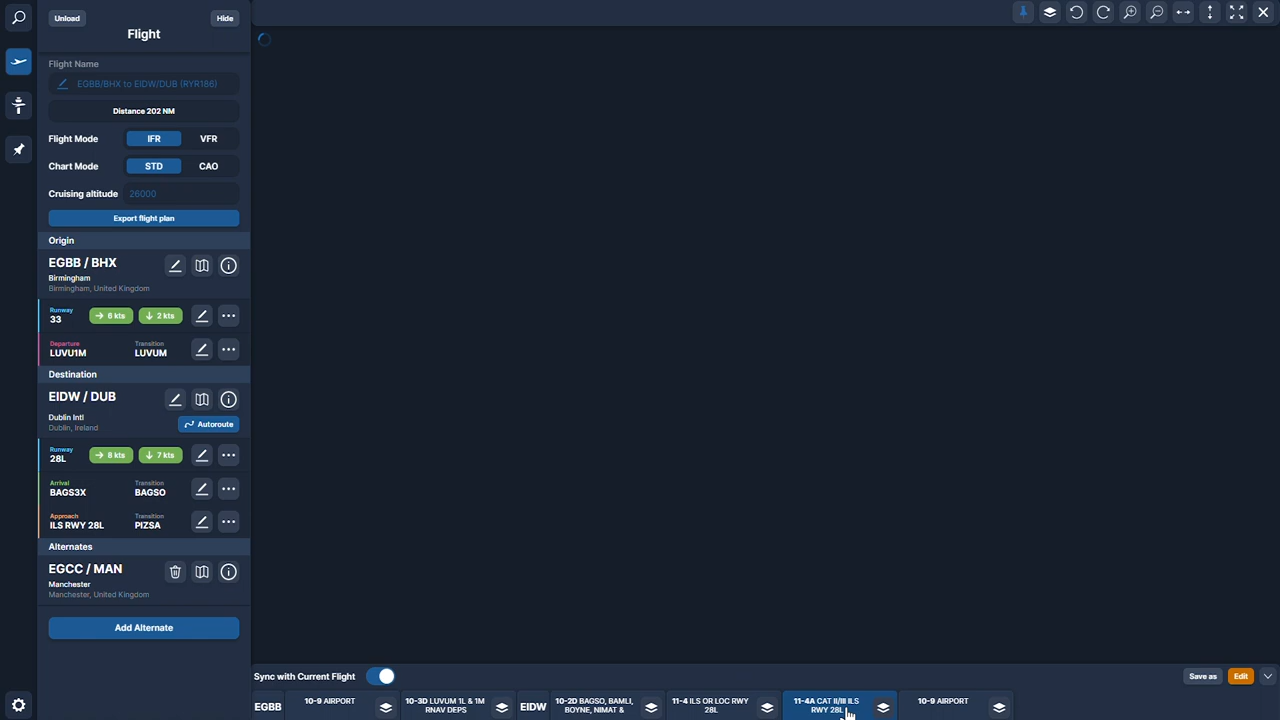 Unload
Hide
Flight
Flight Name
EGBB/BHX to EIDW/DUB (RYR186)
Distance 202 NM
Flight Mode IFR VFR
Chart Mode STD CAO
Cruising altitude 26000
Export flight plan
Origin
EGBB / BHX
Birmingham
Birmingham, United Kingdom
Runway
33 → 6 kts ↓ 2 kts
Departure Transition
LUVU1M LUVUM
Destination
EIDW / DUB
Dublin Intl
Dublin, Ireland
Autoroute
Runway
28L → 8 kts ↓ 7 kts
Arrival Transition
BAGS3X BAGSO
Approach Transition
ILS RWY 28L PIZSA
Alternates
EGCC / MAN
Manchester
Manchester, United Kingdom
Add Alternate
Sync with Current Flight
Save as
Edit
EGBB
10-9 AIRPORT
10-3D LUVUM 1L & 1M
RNAV DEPS
EIDW
10-2D BAGSO, BAMLI,
BOYNE, NIMAT &
11-4 ILS OR LOC RWY
28L
11-4A CAT II/III ILS
RWY 28L
10-9 AIRPORT